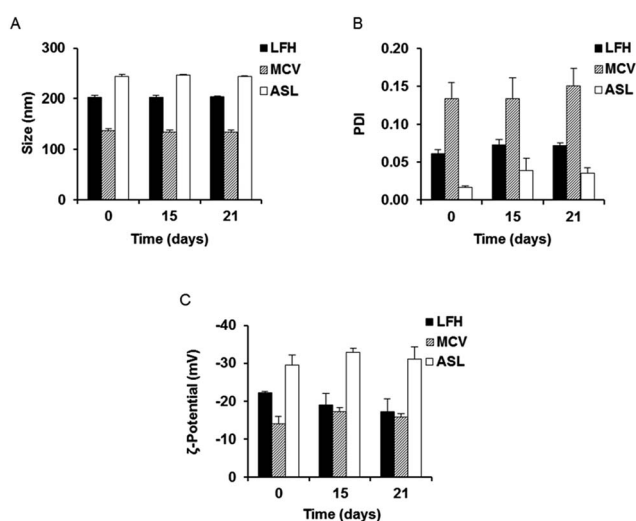 A
300
200
100
0
Size (nm)
0 15 21
Time (days)
LFH
MCV
ASL
B
0.20
0.15
0.10
0.05
0.00
PDI
0 15 21
Time (days)
LFH
MCV
ASL
C
-40
-30
-20
-10
0
ζ-Potential (mV)
0 15 21
Time (days)
LFH
MCV
ASL